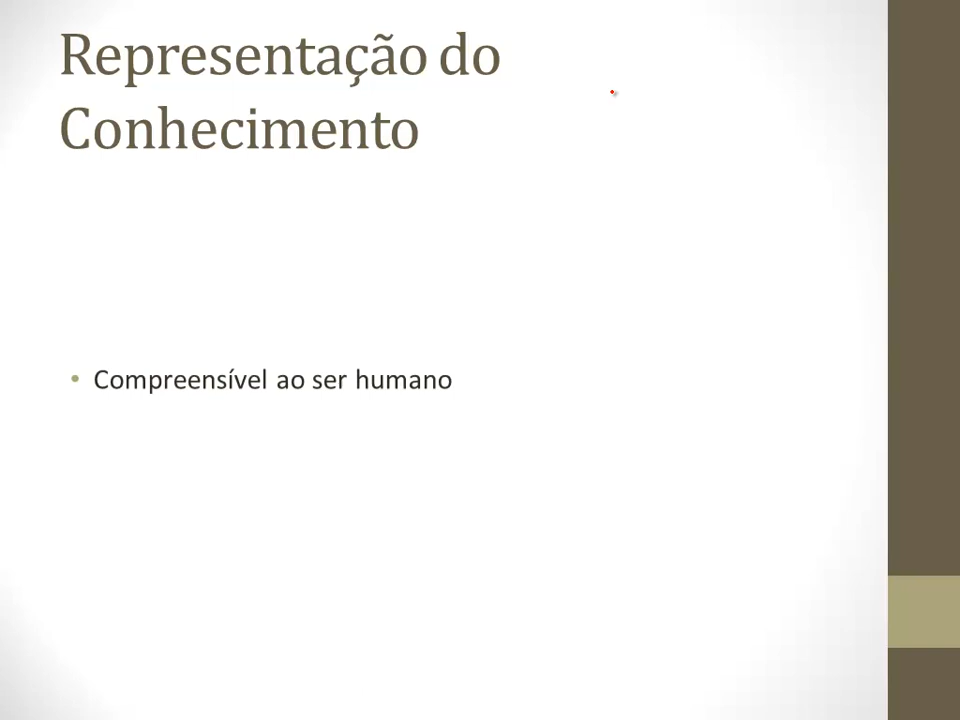 Representação do
Conhecimento
• Compreensível ao ser humano